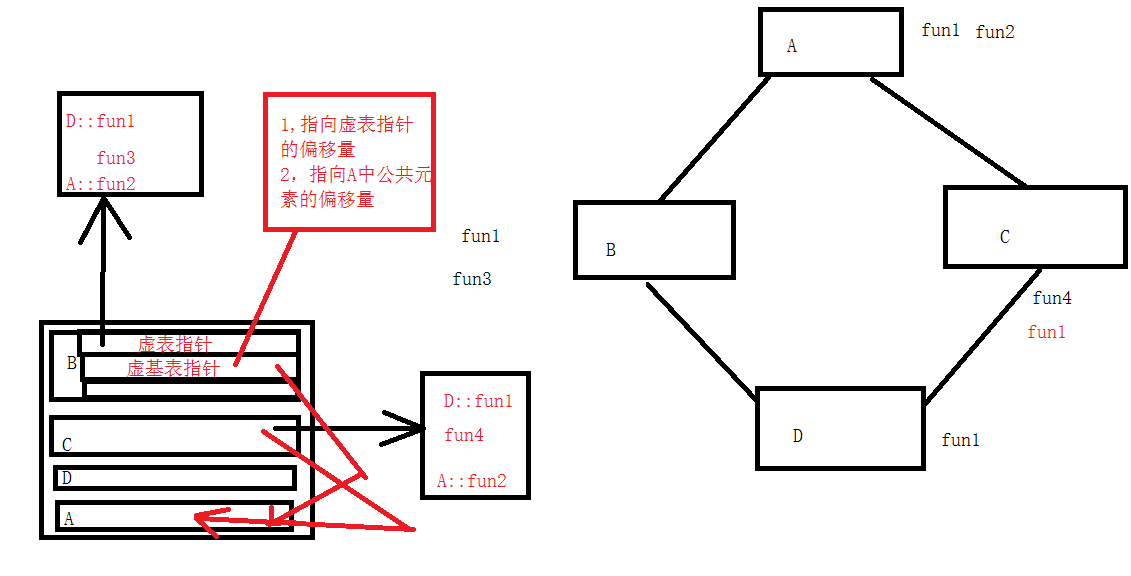 D::fun1
fun3
A::fun2
1,指向虚表指针
的偏移量
2，指向A中公共元
素的偏移量
fun1
fun3
B
虚表指针
虚基表指针
C
D
A
D::fun1
fun4
A::fun2
A
fun1 fun2
B
C
fun4
fun1
D
fun1